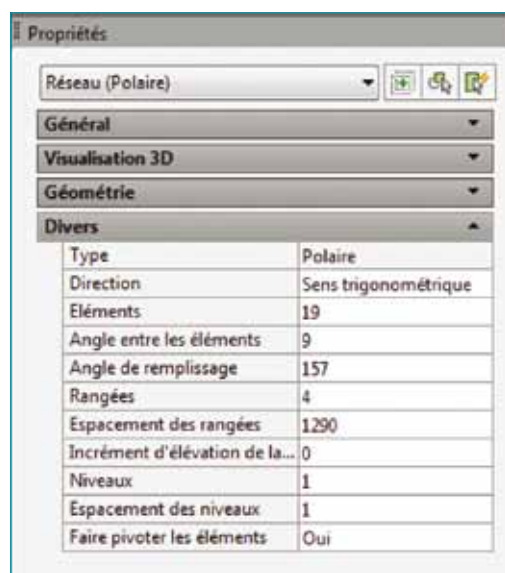 Propriétés
Réseau (Polaire)
Général
Visualisation 3D
Géométrie
Divers
Type Polaire
Direction Sens trigonométrique
Eléments 19
Angle entre les éléments 9
Angle de remplissage 157
Rangées 4
Espacement des rangées 1290
Incrément d'élévation de la... 0
Niveaux 1
Espacement des niveaux 1
Faire pivoter les éléments Oui